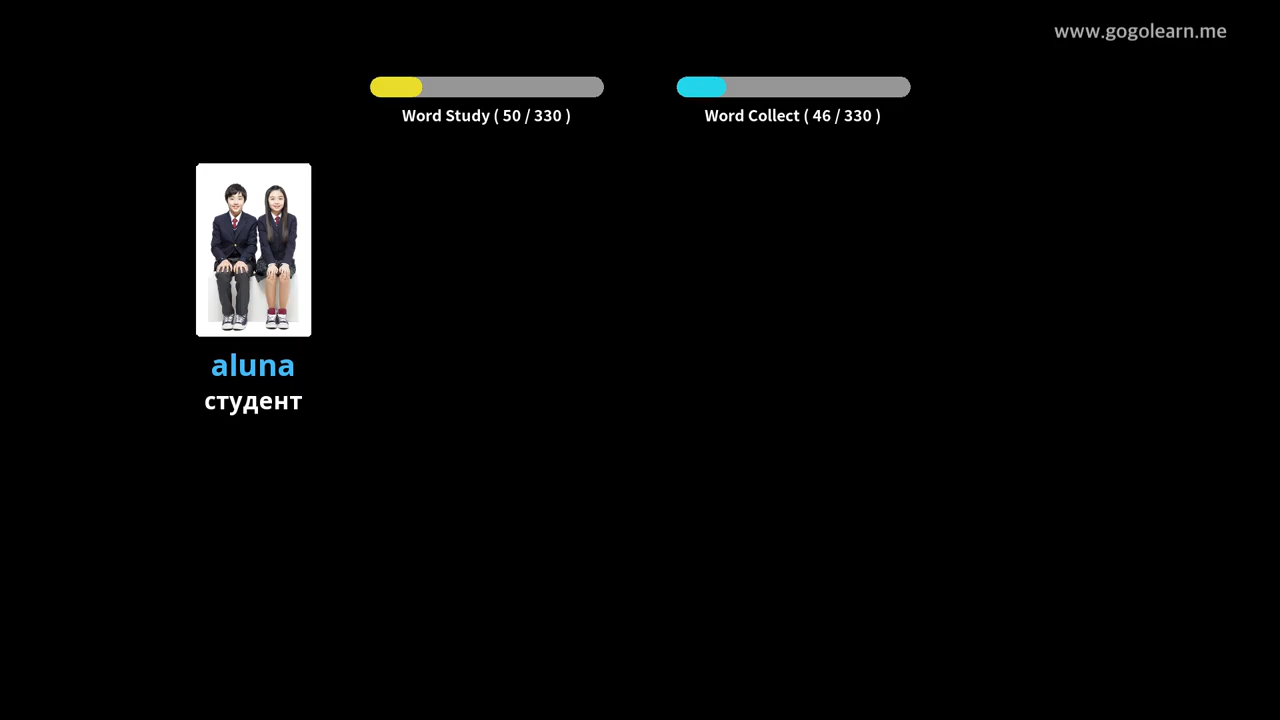 www.gogolearn.me
Word Study ( 50 / 330 )
Word Collect ( 46 / 330 )
aluna
студент